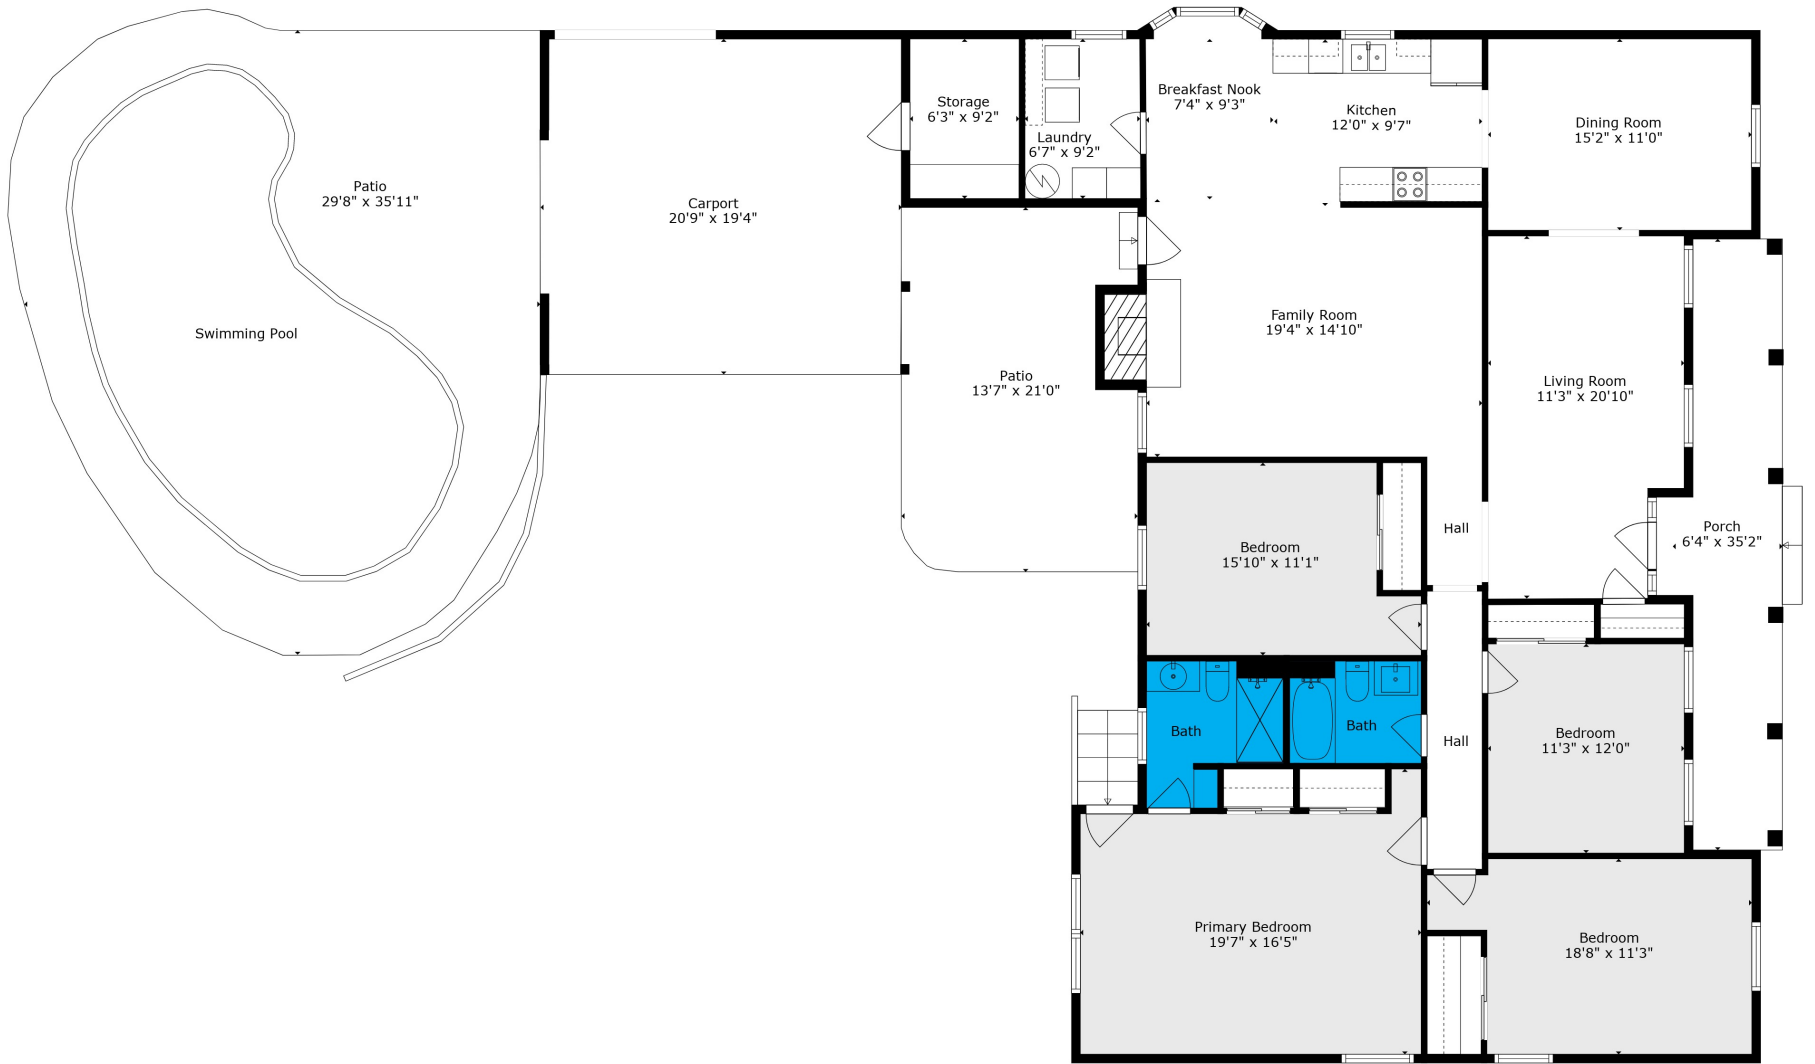 Breakfast Nook
7'4" x 9'3"
Storage
6'3" x 9'2"
Kitchen
12'0" x 9'7"
Dining Room
15'2" x 11'0"
Laundry
6'7" x 9'2"
Patio
29'8" x 35'11"
Carport
20'9" x 19'4"
Family Room
19'4" x 14'10"
Swimming Pool
Patio
13'7" x 21'0"
Living Room
11'3" x 20'10"
Hall
Porch
6'4" x 35'2"
Bedroom
15'10" x 11'1"
Bath
Bath
Hall
Bedroom
11'3" x 12'0"
Primary Bedroom
19'7" x 16'5"
Bedroom
18'8" x 11'3"